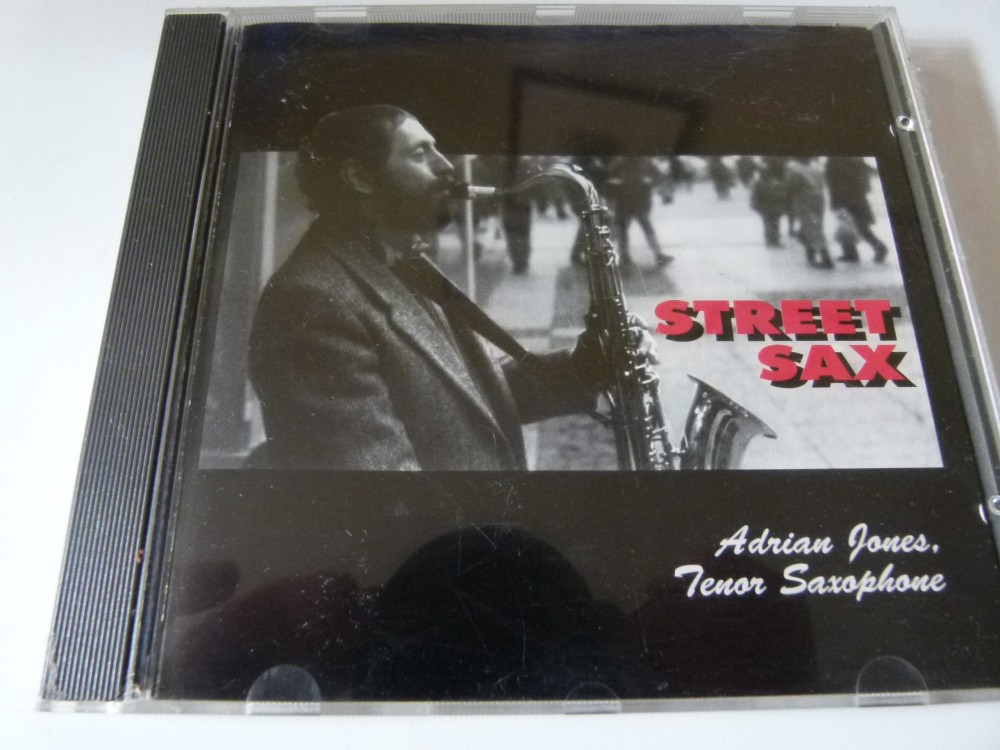 STREET
SAX
Adrian Jones,
Tenor Saxophone